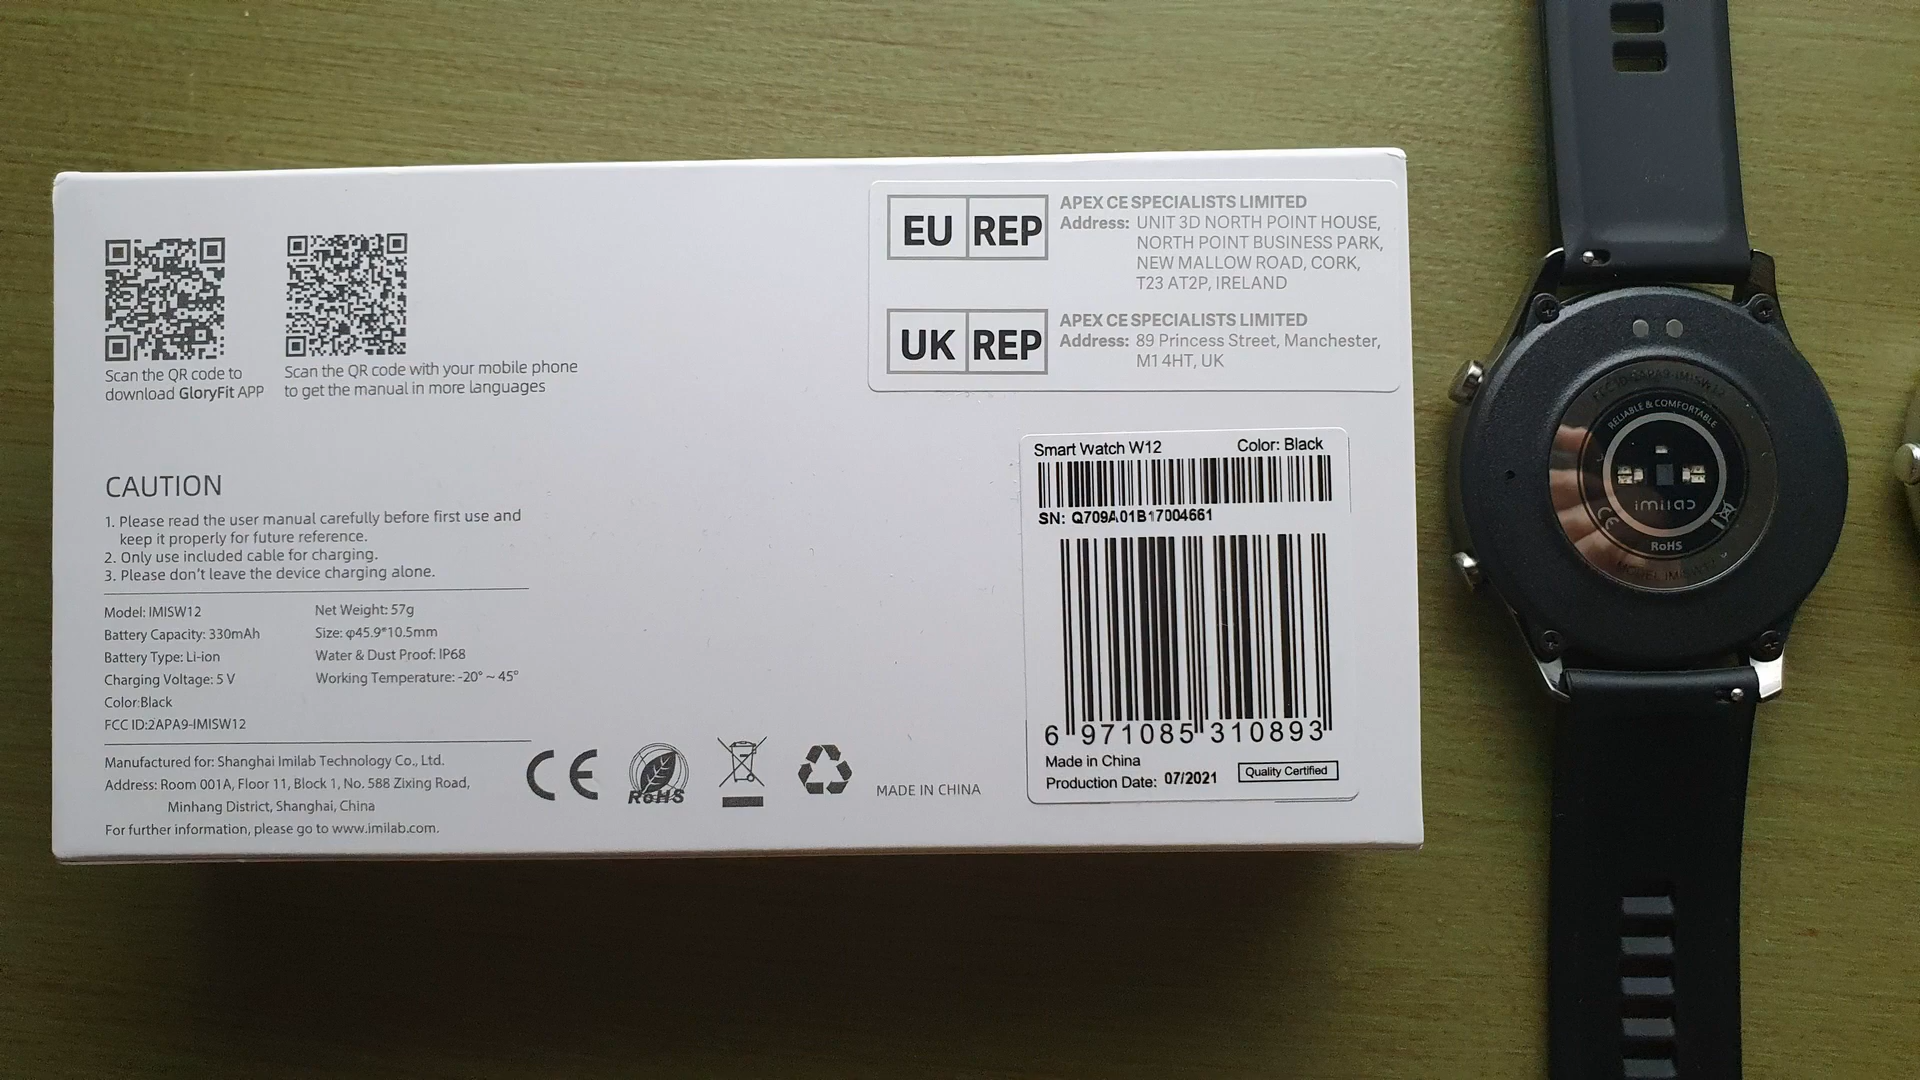 Scan the QR code to
download GloryFit APP
Scan the QR code with your mobile phone
to get the manual in more languages
EU REP
APEX CE SPECIALISTS LIMITED
Address: UNIT 3D NORTH POINT HOUSE,
NORTH POINT BUSINESS PARK,
NEW MALLOW ROAD, CORK,
T23 AT2P, IRELAND
UK REP
APEX CE SPECIALISTS LIMITED
Address: 89 Princess Street, Manchester,
M1 4HT, UK
CAUTION
1. Please read the user manual carefully before first use and
keep it properly for future reference.
2. Only use included cable for charging.
3. Please don't leave the device charging alone.
Model: IMISW12
Battery Capacity: 330mAh
Battery Type: Li-ion
Charging Voltage: 5 V
Color:Black
FCC ID:2APA9-IMISW12
Net Weight: 57g
Size: φ45.9*10.5mm
Water & Dust Proof: IP68
Working Temperature: -20° ~ 45°
Manufactured for: Shanghai Imilab Technology Co., Ltd.
Address: Room 001A, Floor 11, Block 1, No. 588 Zixing Road,
Minhang District, Shanghai, China
For further information, please go to www.imilab.com.
CE
RoHS
MADE IN CHINA
Smart Watch W12 Color: Black
SN: Q709A01B17004661
6 971085 310893
Made in China
Production Date: 07/2021 Quality Certified
FCC ID:2APA9-IMISW12
RELIABLE & COMFORTABLE
imilab
CE
RoHS
MODEL: IMISW12